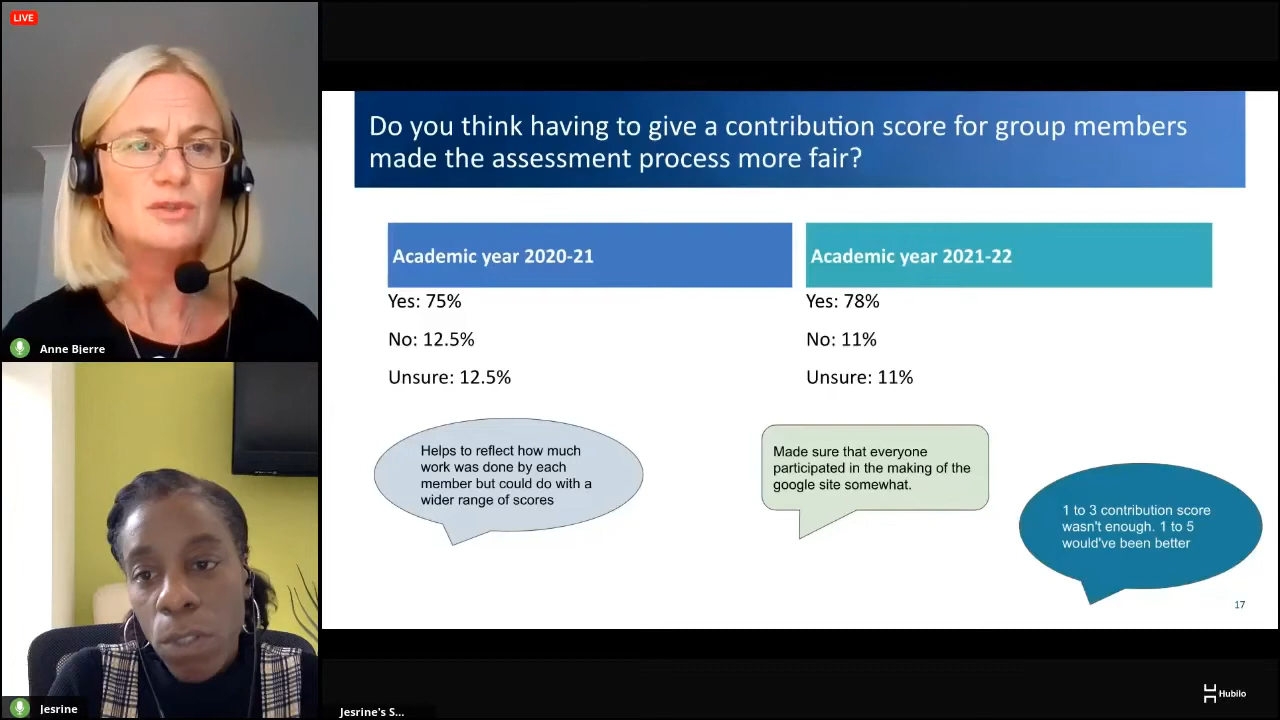 LIVE
Anne Bjerre
Jesrine
Do you think having to give a contribution score for group members
made the assessment process more fair?
Academic year 2020-21
Yes: 75%
No: 12.5%
Unsure: 12.5%
Academic year 2021-22
Yes: 78%
No: 11%
Unsure: 11%
Helps to reflect how much
work was done by each
member but could do with a
wider range of scores
Made sure that everyone
participated in the making of the
google site somewhat.
1 to 3 contribution score
wasn't enough. 1 to 5
would've been better
17
Jesrine's S...
Hubilo